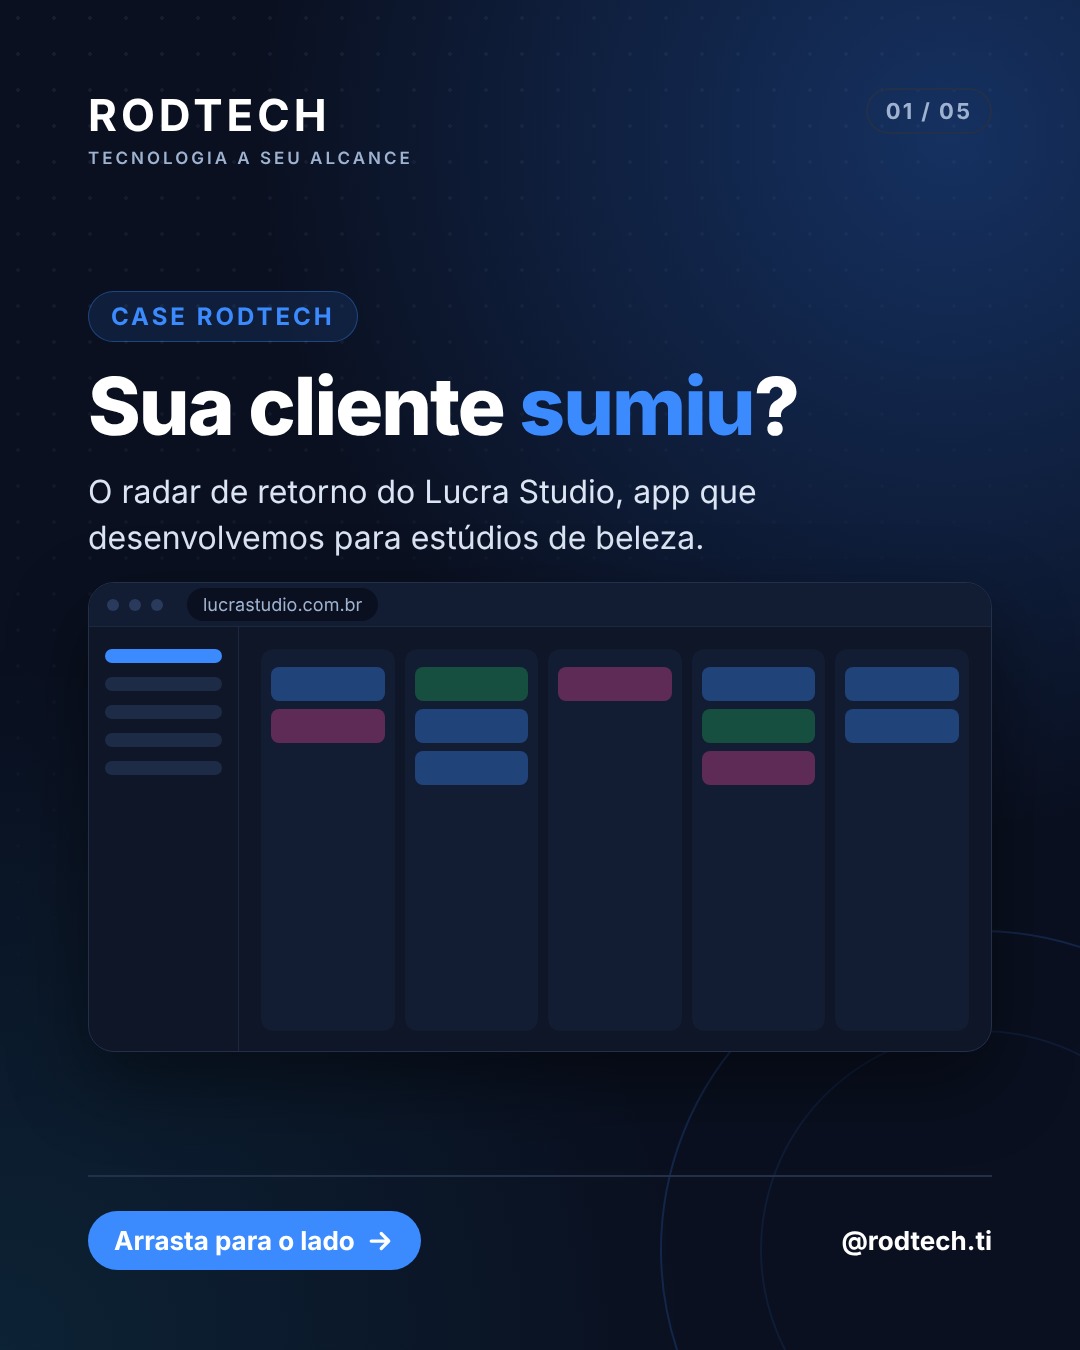 RODTECH
TECNOLOGIA A SEU ALCANCE
01 / 05
CASE RODTECH
Sua cliente sumiu?
O radar de retorno do Lucra Studio, app que
desenvolvemos para estúdios de beleza.
lucrastudio.com.br
Arrasta para o lado →
@rodtech.ti